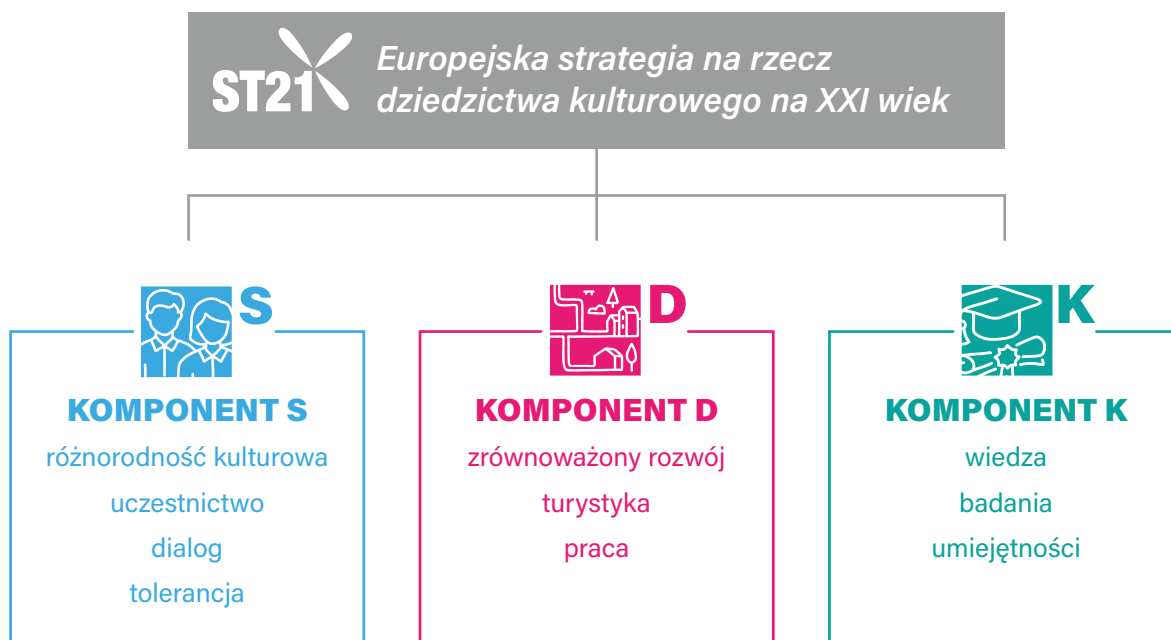 ST21
Europejska strategia na rzecz
dziedzictwa kulturowego na XXI wiek
S
KOMPONENT S
różnorodność kulturowa
uczestnictwo
dialog
tolerancja
D
KOMPONENT D
zrównoważony rozwój
turystyka
praca
K
KOMPONENT K
wiedza
badania
umiejętności